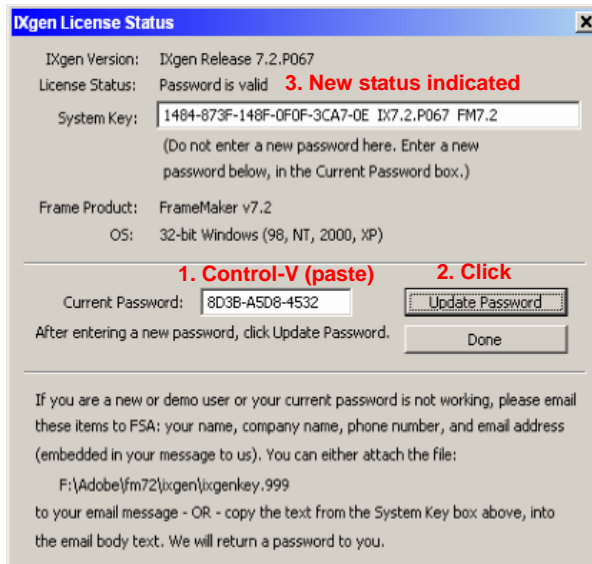 IXgen License Status
IXgen Version: IXgen Release 7.2.P067
License Status: Password is valid 3. New status indicated
System Key: 1484-873F-148F-0F0F-3CA7-0E IX7.2.P067 FM7.2
(Do not enter a new password here. Enter a new
password below, in the Current Password box.)
Frame Product: FrameMaker v7.2
OS: 32-bit Windows (98, NT, 2000, XP)
1. Control-V (paste) 2. Click
Current Password: 8D3B-A5D8-4532 Update Password
After entering a new password, click Update Password. Done
If you are a new or demo user or your current password is not working, please email
these items to FSA: your name, company name, phone number, and email address
(embedded in your message to us). You can either attach the file:
F:\Adobe\fm72\ixgen\ixgenkey.999
to your email message - OR - copy the text from the System Key box above, into
the email body text. We will return a password to you.